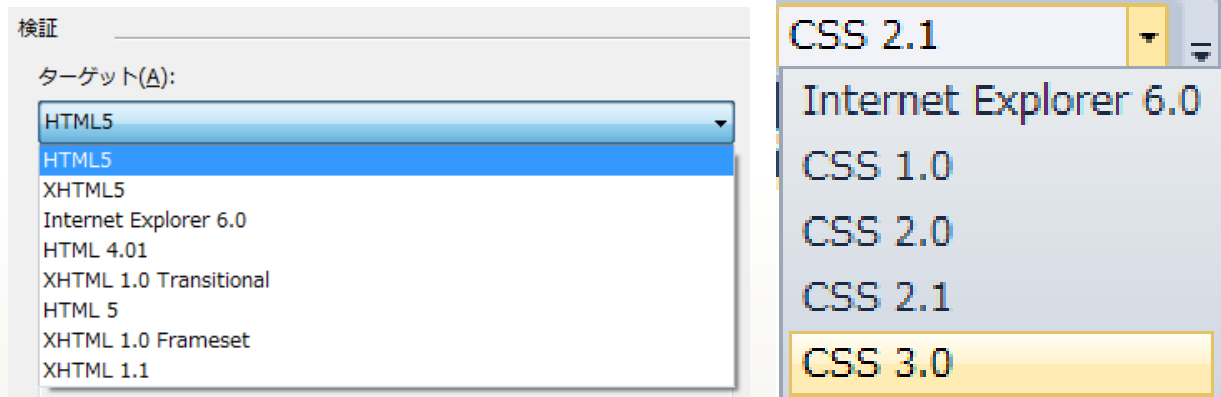 検証
ターゲット(A):
HTML5
HTML5
XHTML5
Internet Explorer 6.0
HTML 4.01
XHTML 1.0 Transitional
HTML 5
XHTML 1.0 Frameset
XHTML 1.1
CSS 2.1
Internet Explorer 6.0
CSS 1.0
CSS 2.0
CSS 2.1
CSS 3.0